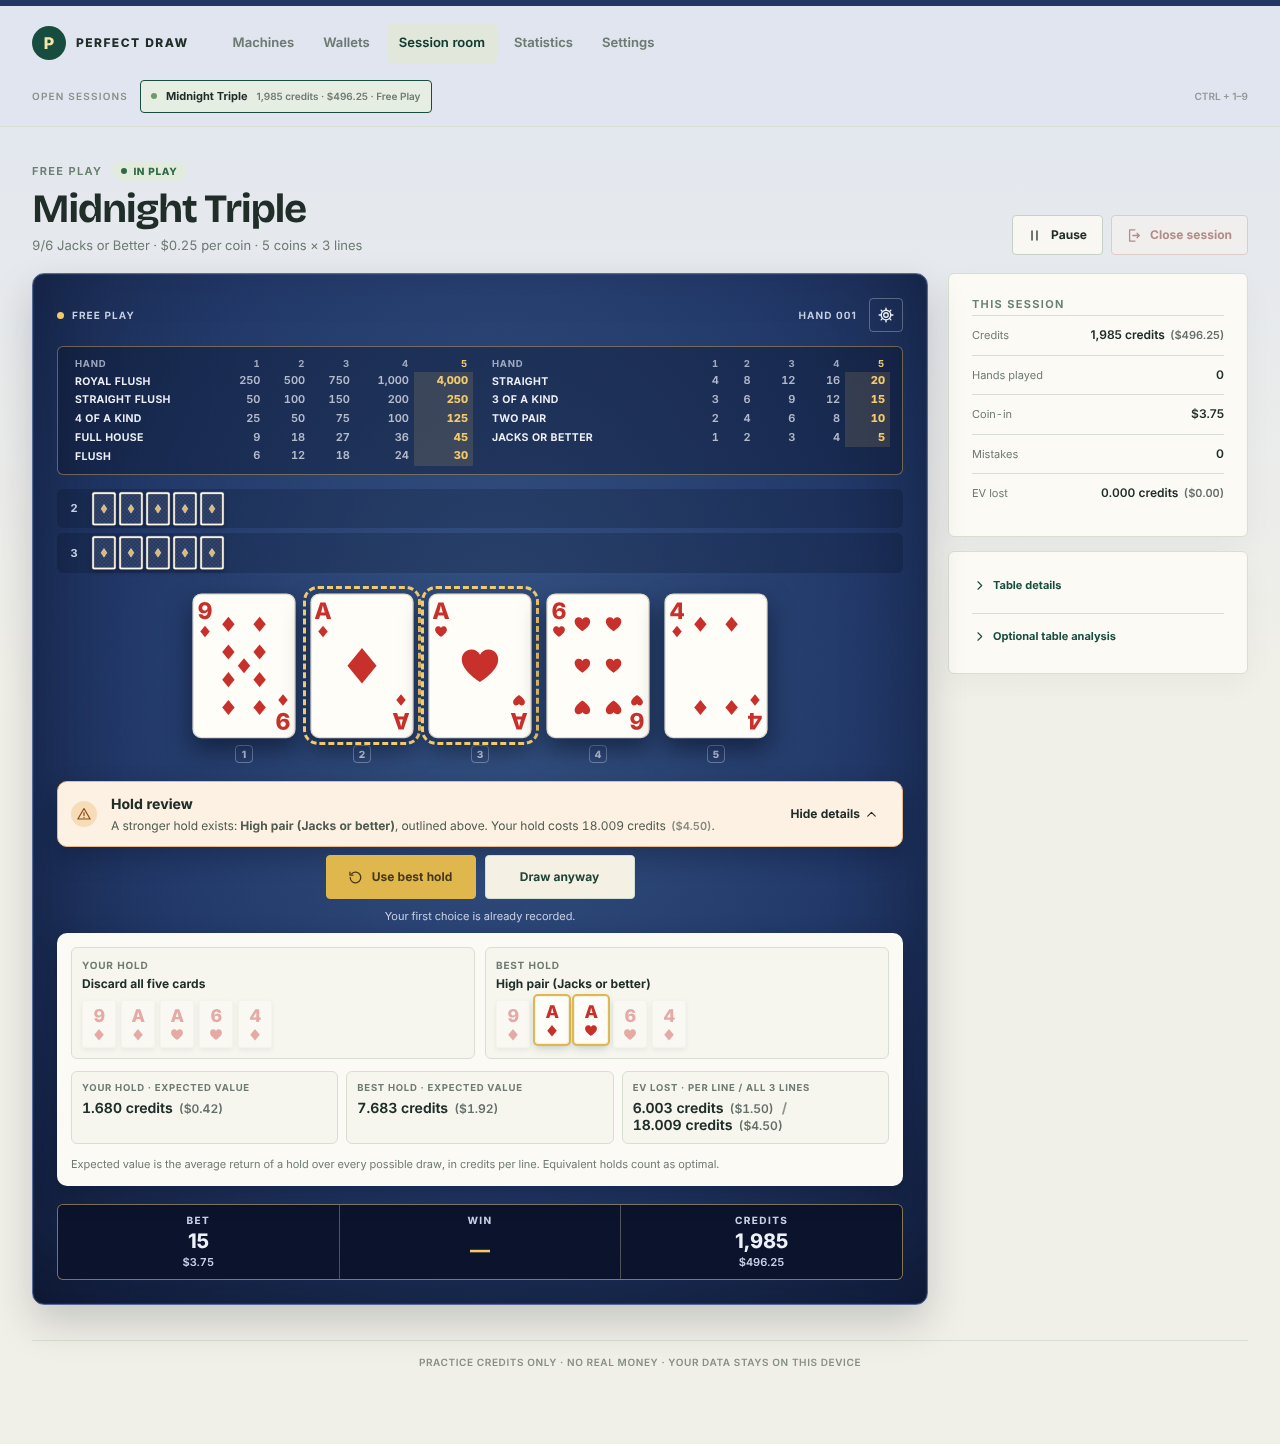 P PERFECT DRAW Machines Wallets Session room Statistics Settings
OPEN SESSIONS Midnight Triple 1,985 credits · $496.25 · Free Play CTRL + 1–9
FREE PLAY IN PLAY
Midnight Triple
9/6 Jacks or Better · $0.25 per coin · 5 coins × 3 lines
Pause Close session
FREE PLAY HAND 001
HAND 1 2 3 4 5
ROYAL FLUSH 250 500 750 1,000 4,000
STRAIGHT FLUSH 50 100 150 200 250
4 OF A KIND 25 50 75 100 125
FULL HOUSE 9 18 27 36 45
FLUSH 6 12 18 24 30
HAND 1 2 3 4 5
STRAIGHT 4 8 12 16 20
3 OF A KIND 3 6 9 12 15
TWO PAIR 2 4 6 8 10
JACKS OR BETTER 1 2 3 4 5
2
3
9 A A 6 4
9 A A 6 4
1 2 3 4 5
Hold review
A stronger hold exists: High pair (Jacks or better), outlined above. Your hold costs 18.009 credits ($4.50).
Hide details
Use best hold Draw anyway
Your first choice is already recorded.
YOUR HOLD
Discard all five cards
9 A A 6 4
BEST HOLD
High pair (Jacks or better)
9 A A 6 4
YOUR HOLD · EXPECTED VALUE
1.680 credits ($0.42)
BEST HOLD · EXPECTED VALUE
7.683 credits ($1.92)
EV LOST · PER LINE / ALL 3 LINES
6.003 credits ($1.50) /
18.009 credits ($4.50)
Expected value is the average return of a hold over every possible draw, in credits per line. Equivalent holds count as optimal.
BET
15
$3.75
WIN
—
CREDITS
1,985
$496.25
THIS SESSION
Credits 1,985 credits ($496.25)
Hands played 0
Coin-in $3.75
Mistakes 0
EV lost 0.000 credits ($0.00)
Table details
Optional table analysis
PRACTICE CREDITS ONLY · NO REAL MONEY · YOUR DATA STAYS ON THIS DEVICE